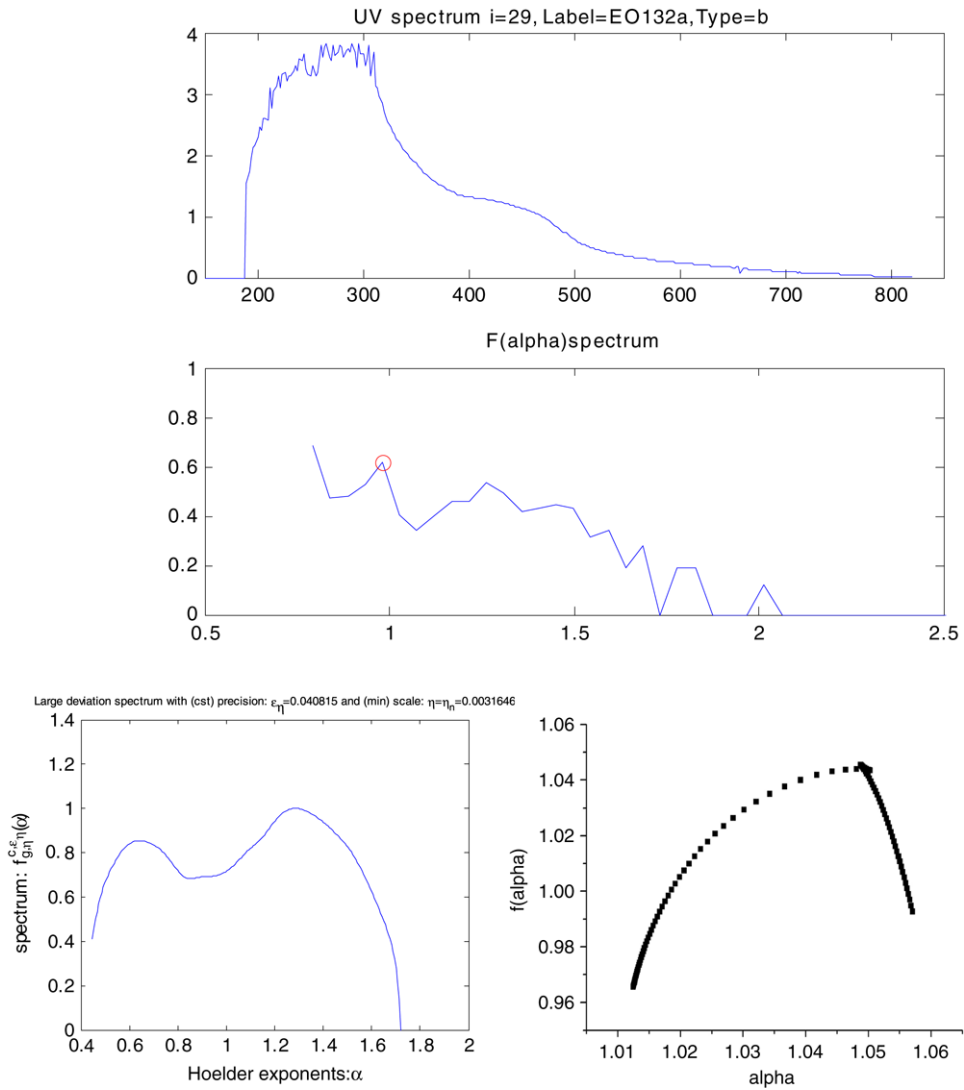 UV spectrum i=29, Label=EO132a,Type=b
4
3
2
1
0
200 300 400 500 600 700 800
F(alpha)spectrum
1
0.8
0.6
0.4
0.2
0
0.5 1 1.5 2 2.5
Large deviation spectrum with (cst) precision: εη=0.040815 and (min) scale: η=ηn=0.0031646
1.4
1.2
1
0.8
0.6
0.4
0.2
0
spectrum: f^{c,ε}_{g,η}η(α)
0.4 0.6 0.8 1 1.2 1.4 1.6 1.8 2
Hoelder exponents:α
1.06
1.04
1.02
1.00
0.98
0.96
f(alpha)
1.01 1.02 1.03 1.04 1.05 1.06
alpha